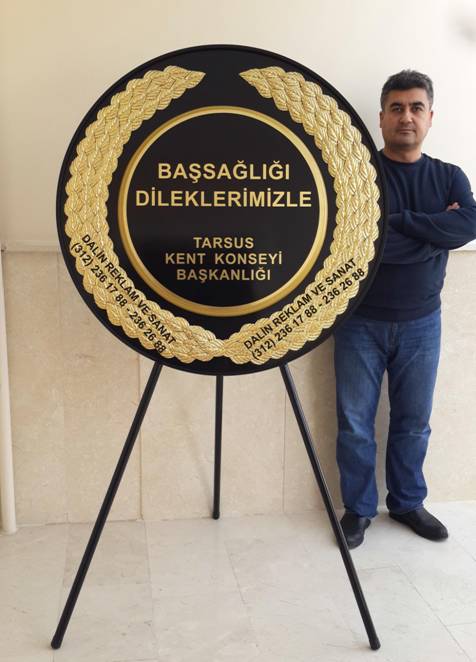 BAŞSAĞLIĞI
DİLEKLERİMİZLE
TARSUS
KENT KONSEYİ
BAŞKANLIĞI
DALIN REKLAM VE SANAT
(312) 236 17 88 - 236 26 88
DALIN REKLAM VE SANAT
(312) 236 17 88 - 236 26 88